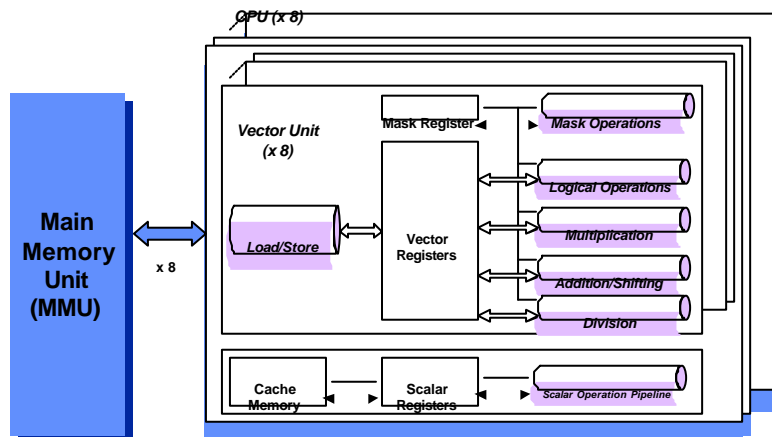 CPU (x 8)
Vector Unit
(x 8)
Mask Register
Mask Operations
Logical Operations
Multiplication
Addition/Shifting
Division
Load/Store
Vector
Registers
Main
Memory
Unit
(MMU)
x 8
Cache
Memory
Scalar
Registers
Scalar Operation Pipeline